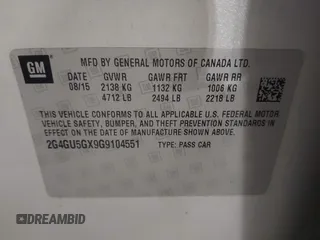 GM
MFD BY GENERAL MOTORS OF CANADA LTD.
DATE GVWR GAWR FRT GAWR RR
08/15 2138 KG 1132 KG 1006 KG
4712 LB 2494 LB 2218 LB
THIS VEHICLE CONFORMS TO ALL APPLICABLE U.S. FEDERAL MOTOR
VEHICLE SAFETY, BUMPER, AND THEFT PREVENTION STANDARDS IN
EFFECT ON THE DATE OF MANUFACTURE SHOWN ABOVE.
2G4GU5GX9G9104551 TYPE: PASS CAR
DREAMBID